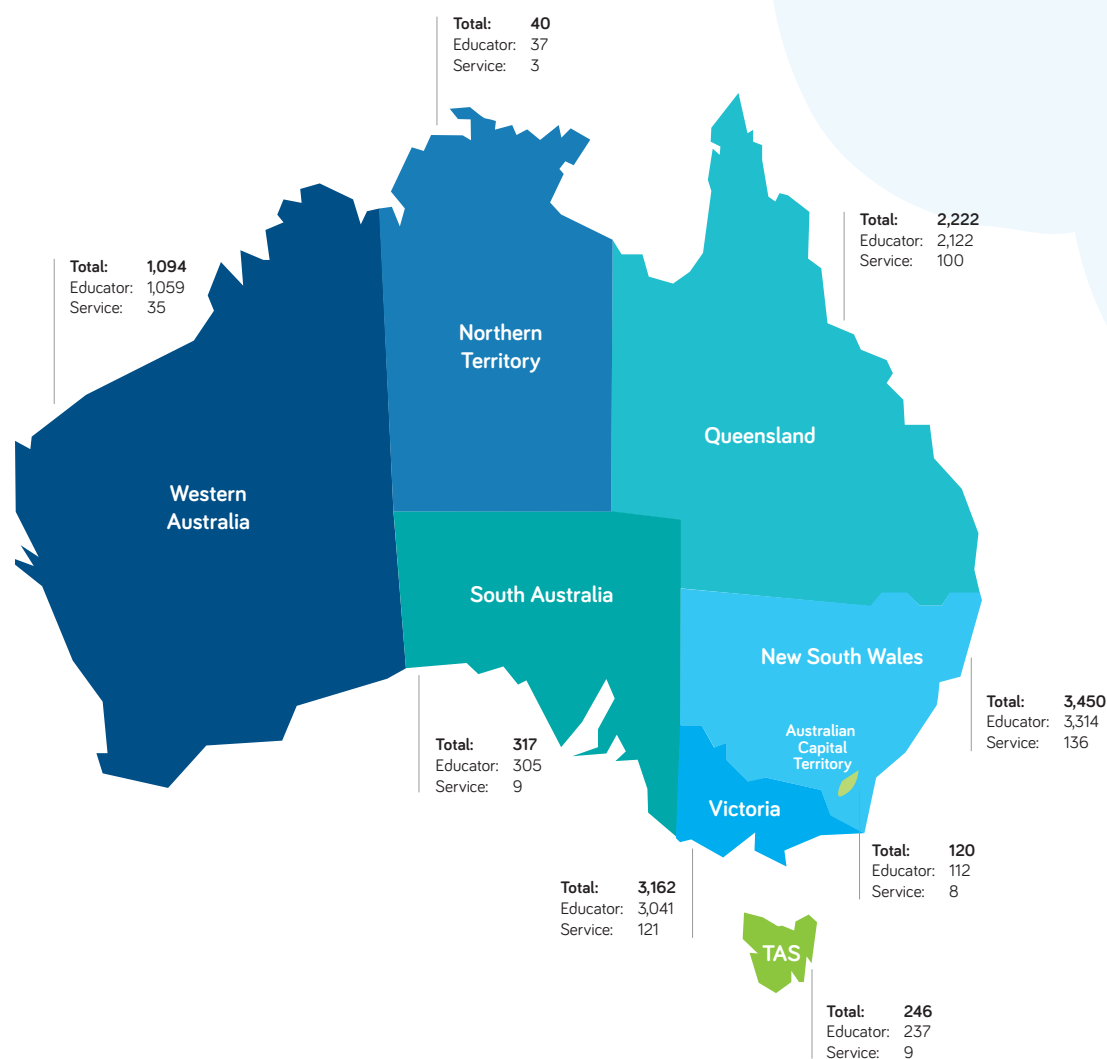 Total: 40
Educator: 37
Service: 3
Total: 2,222
Educator: 2,122
Service: 100
Total: 1,094
Educator: 1,059
Service: 35
Northern
Territory
Queensland
Western
Australia
South Australia
New South Wales
Total: 3,450
Educator: 3,314
Service: 136
Australian
Capital
Territory
Total: 317
Educator: 305
Service: 9
Victoria
Total: 120
Educator: 112
Service: 8
Total: 3,162
Educator: 3,041
Service: 121
TAS
Total: 246
Educator: 237
Service: 9